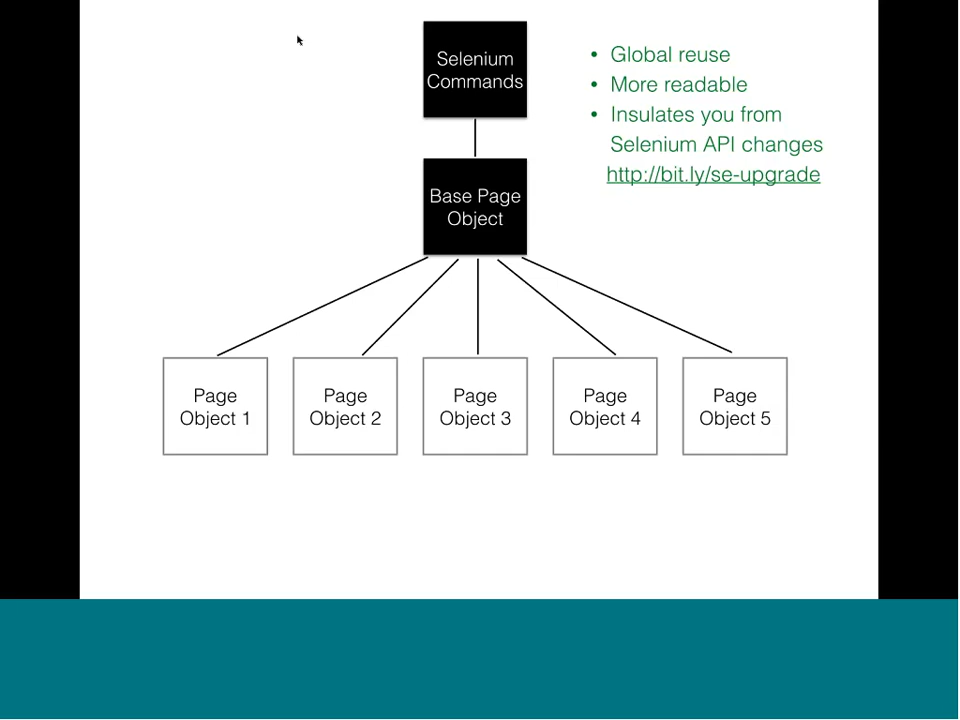 Selenium
Commands
• Global reuse
• More readable
• Insulates you from
Selenium API changes
http://bit.ly/se-upgrade
Base Page
Object
Page
Object 1
Page
Object 2
Page
Object 3
Page
Object 4
Page
Object 5